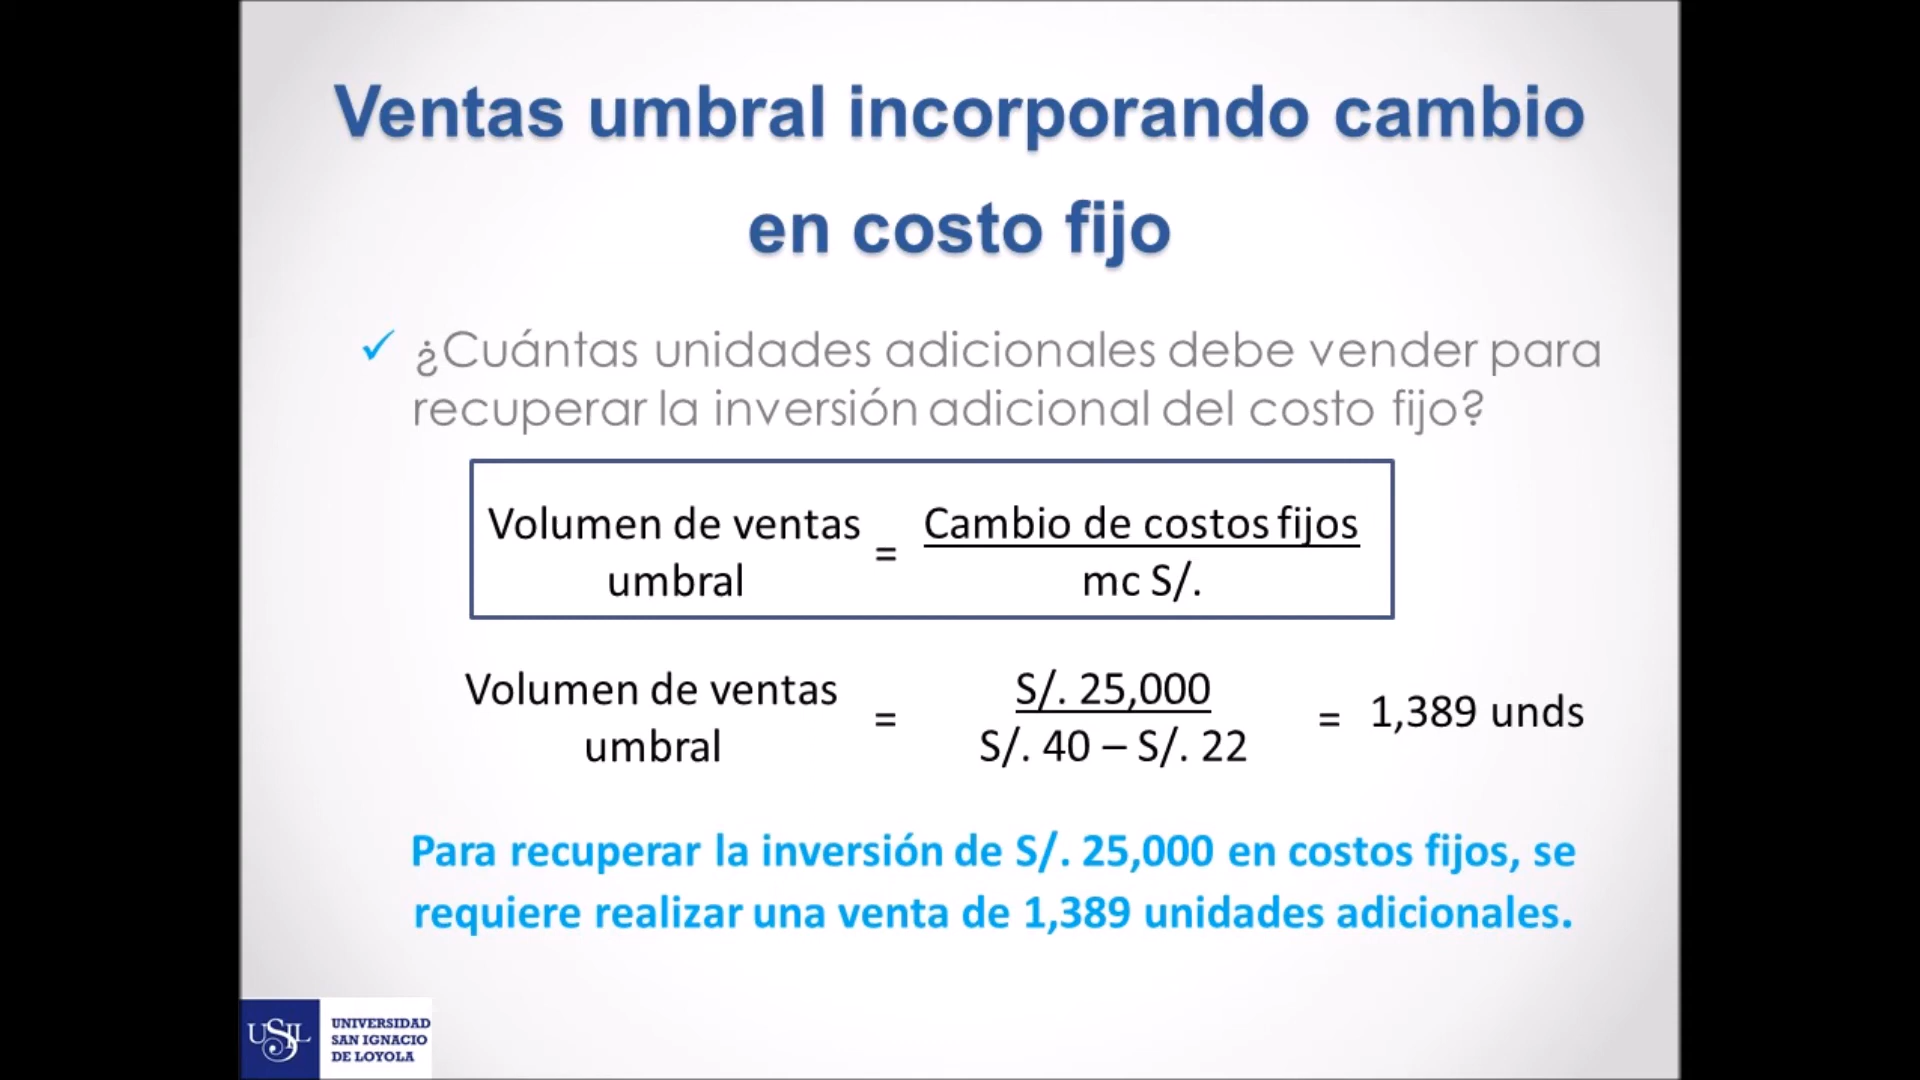 Ventas umbral incorporando cambio
en costo fijo
✓ ¿Cuántas unidades adicionales debe vender para
recuperar la inversión adicional del costo fijo?
Volumen de ventas umbral = Cambio de costos fijos
mc S/.
Volumen de ventas umbral = S/. 25,000 = 1,389 unds
S/. 40 – S/. 22
Para recuperar la inversión de S/. 25,000 en costos fijos, se
requiere realizar una venta de 1,389 unidades adicionales.
USIL
UNIVERSIDAD
SAN IGNACIO
DE LOYOLA